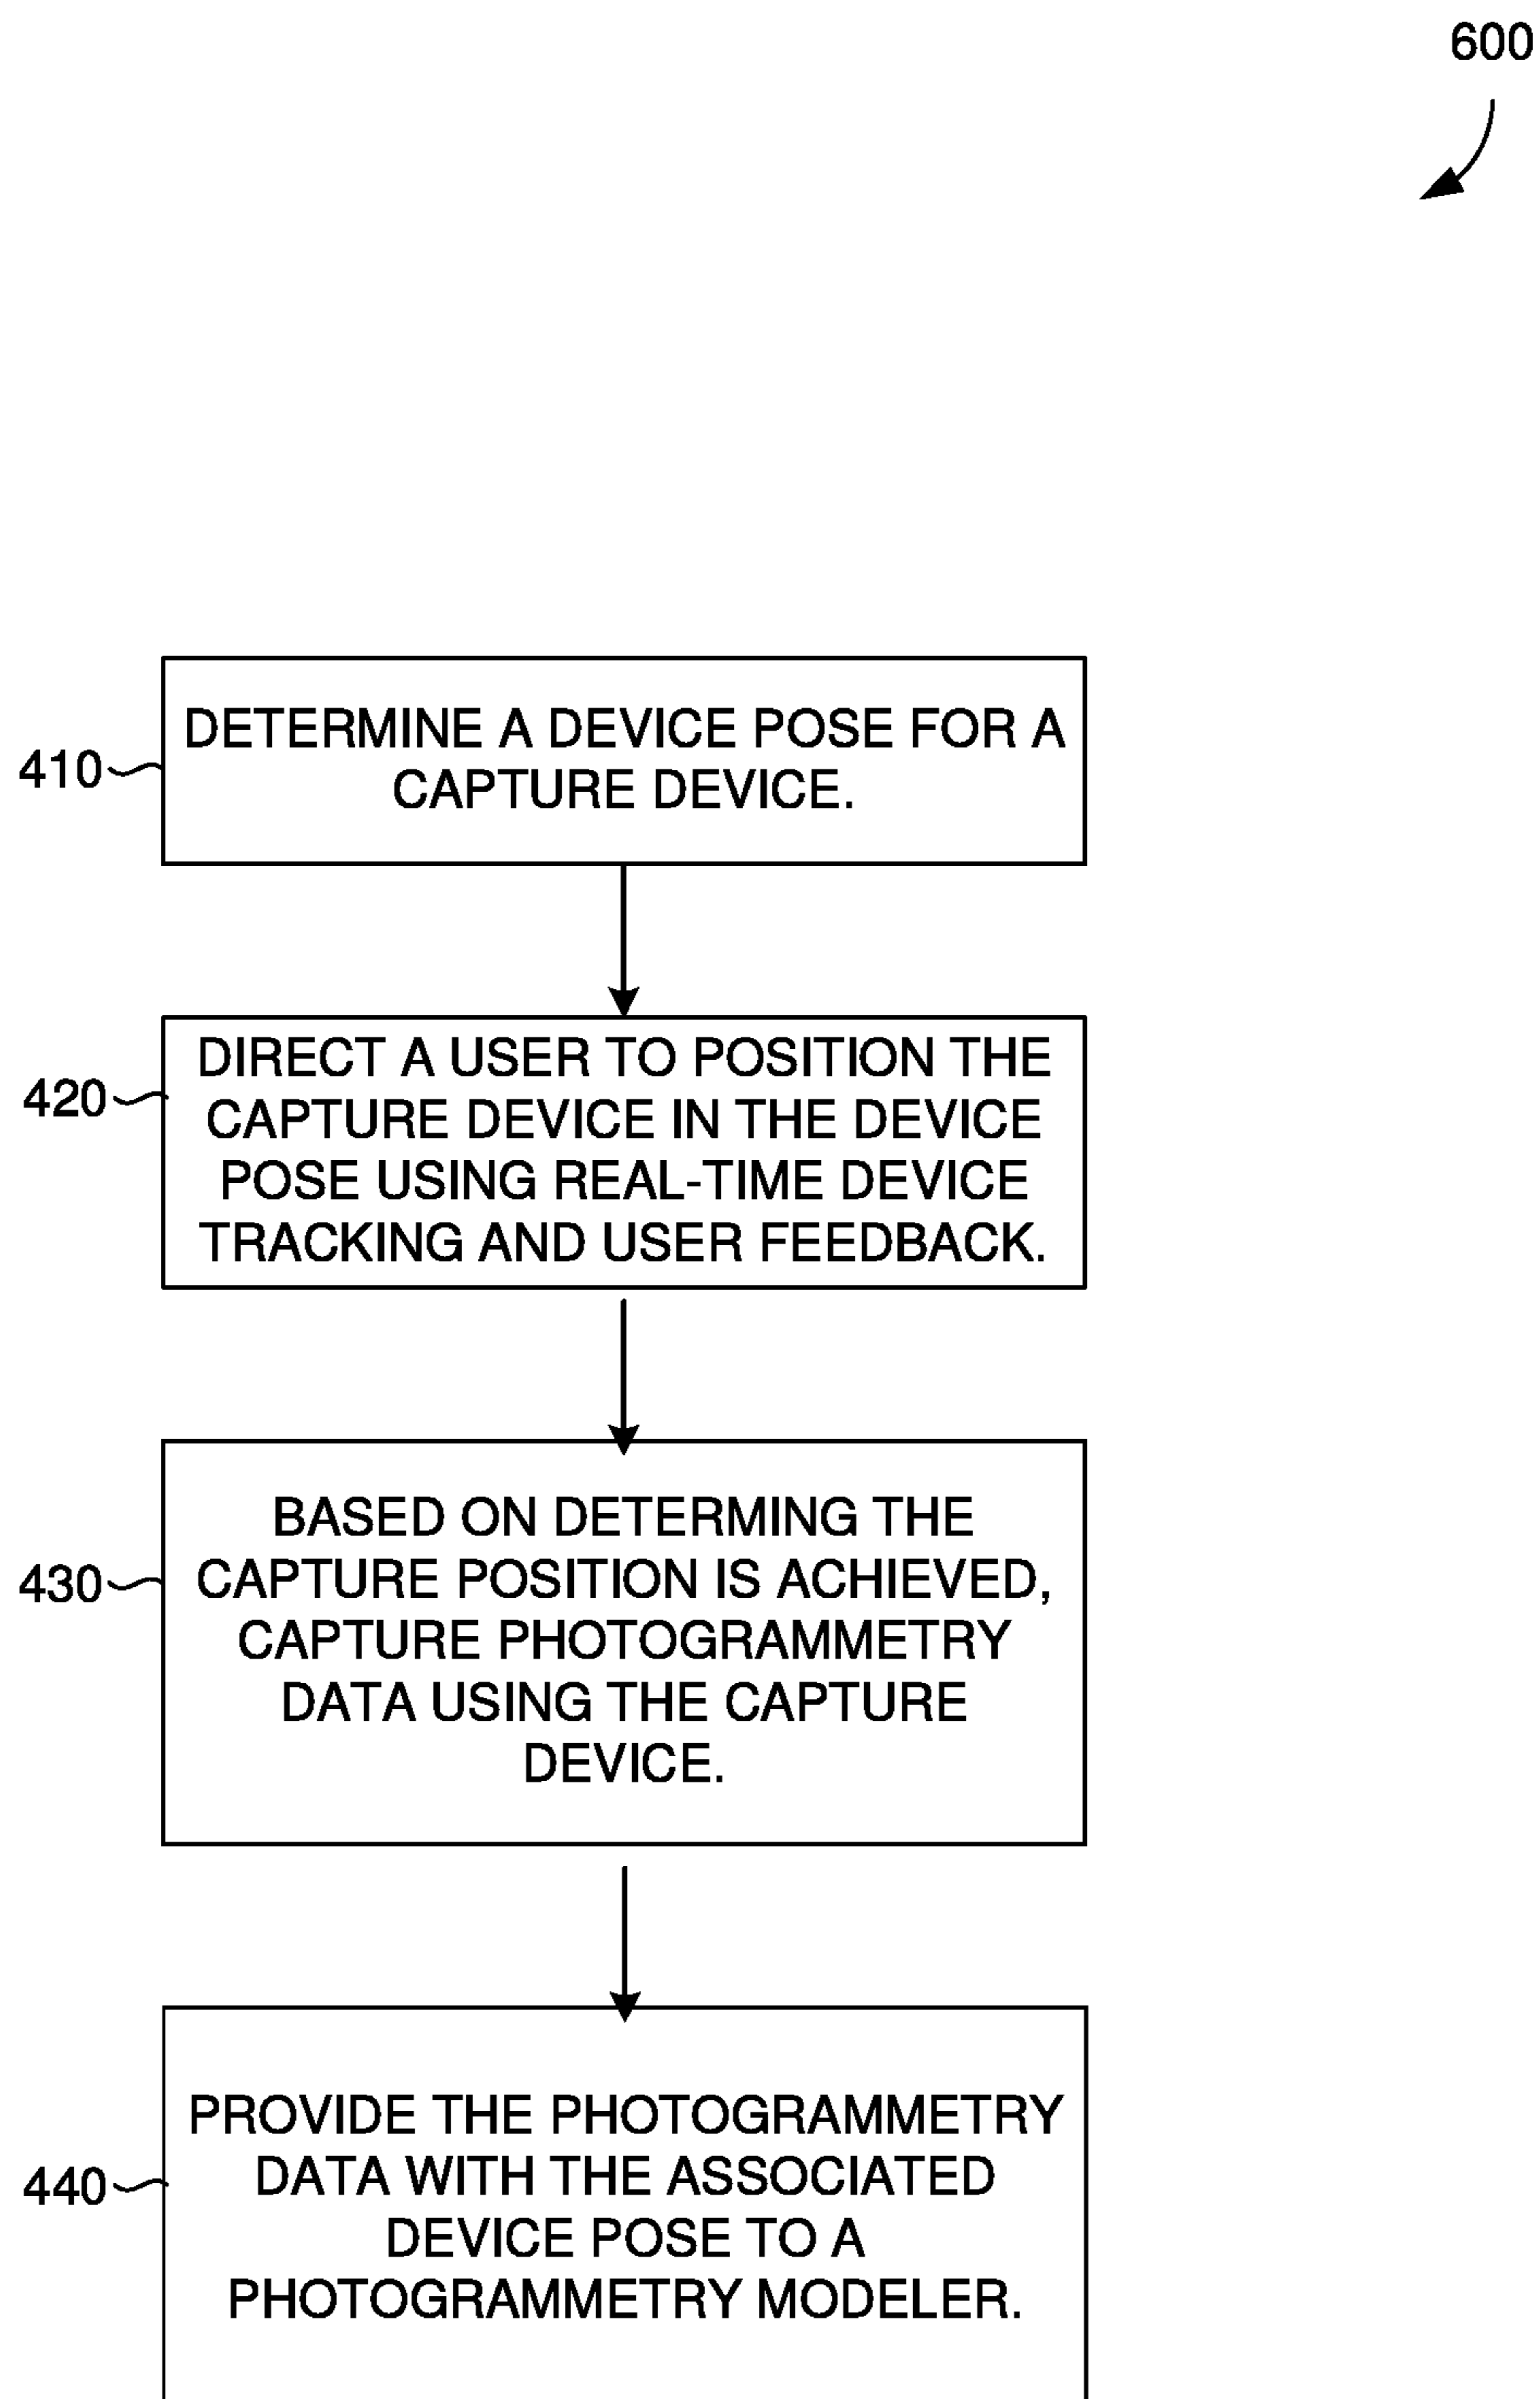 600
410
DETERMINE A DEVICE POSE FOR A
CAPTURE DEVICE.
420
DIRECT A USER TO POSITION THE
CAPTURE DEVICE IN THE DEVICE
POSE USING REAL-TIME DEVICE
TRACKING AND USER FEEDBACK.
430
BASED ON DETERMING THE
CAPTURE POSITION IS ACHIEVED,
CAPTURE PHOTOGRAMMETRY
DATA USING THE CAPTURE
DEVICE.
440
PROVIDE THE PHOTOGRAMMETRY
DATA WITH THE ASSOCIATED
DEVICE POSE TO A
PHOTOGRAMMETRY MODELER.